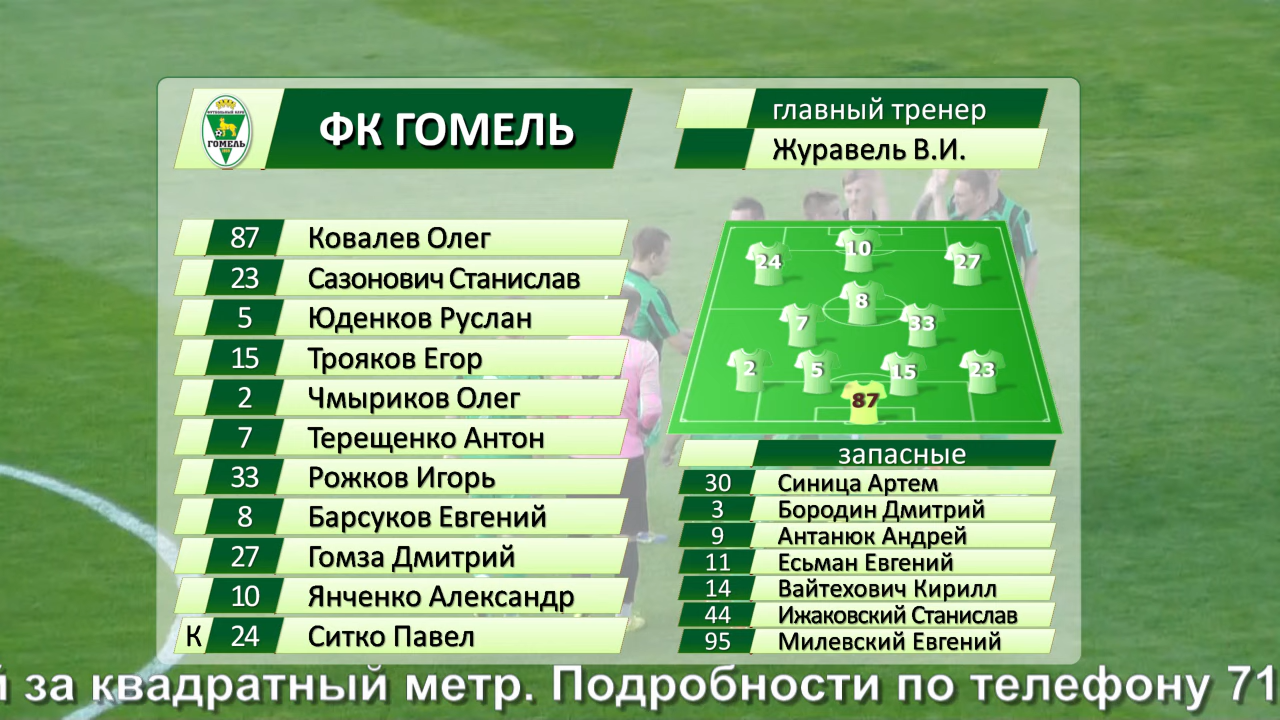 ФК ГОМЕЛЬ
ГОМЕЛЬ
главный тренер
Журавель В.И.
87 Ковалев Олег
23 Сазонович Станислав
5 Юденков Руслан
15 Трояков Егор
2 Чмыриков Олег
7 Терещенко Антон
33 Рожков Игорь
8 Барсуков Евгений
27 Гомза Дмитрий
10 Янченко Александр
К 24 Ситко Павел
24 10 27
8
7 33
2 5 15 23
87
запасные
30 Синица Артем
3 Бородин Дмитрий
9 Антанюк Андрей
11 Есьман Евгений
14 Вайтехович Кирилл
44 Ижаковский Станислав
95 Милевский Евгений
й за квадратный метр. Подробности по телефону 71